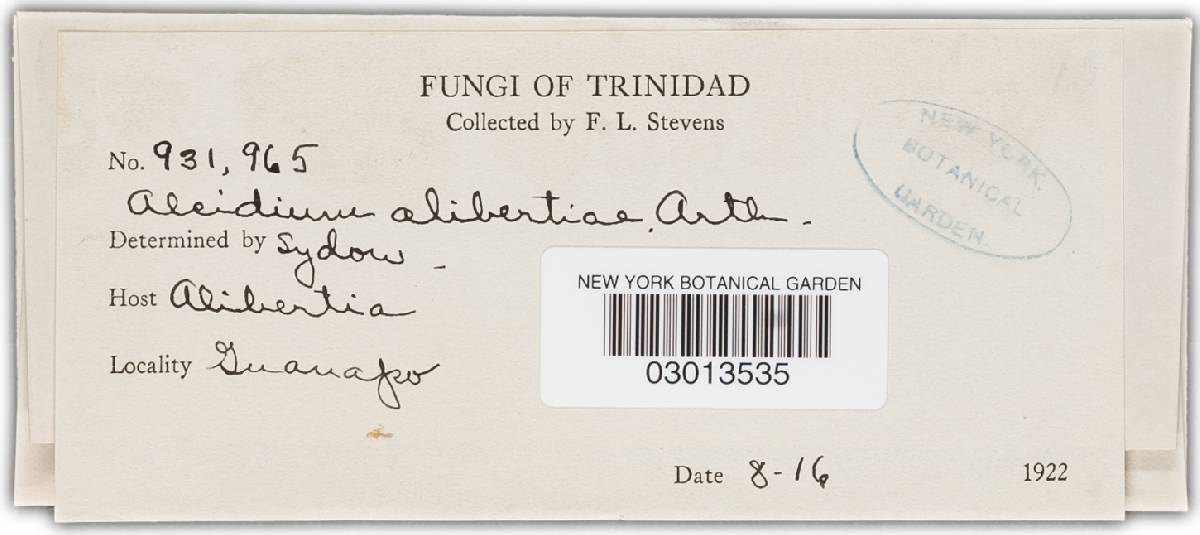 FUNGI OF TRINIDAD
Collected by F. L. Stevens
No. 931, 965
Aecidium alibertiae, Arth.
Determined by Sydow -
Host Alibertia
Locality Guanapo
Date 8-16 1922
NEW YORK
BOTANICAL
GARDEN.
NEW YORK BOTANICAL GARDEN
03013535